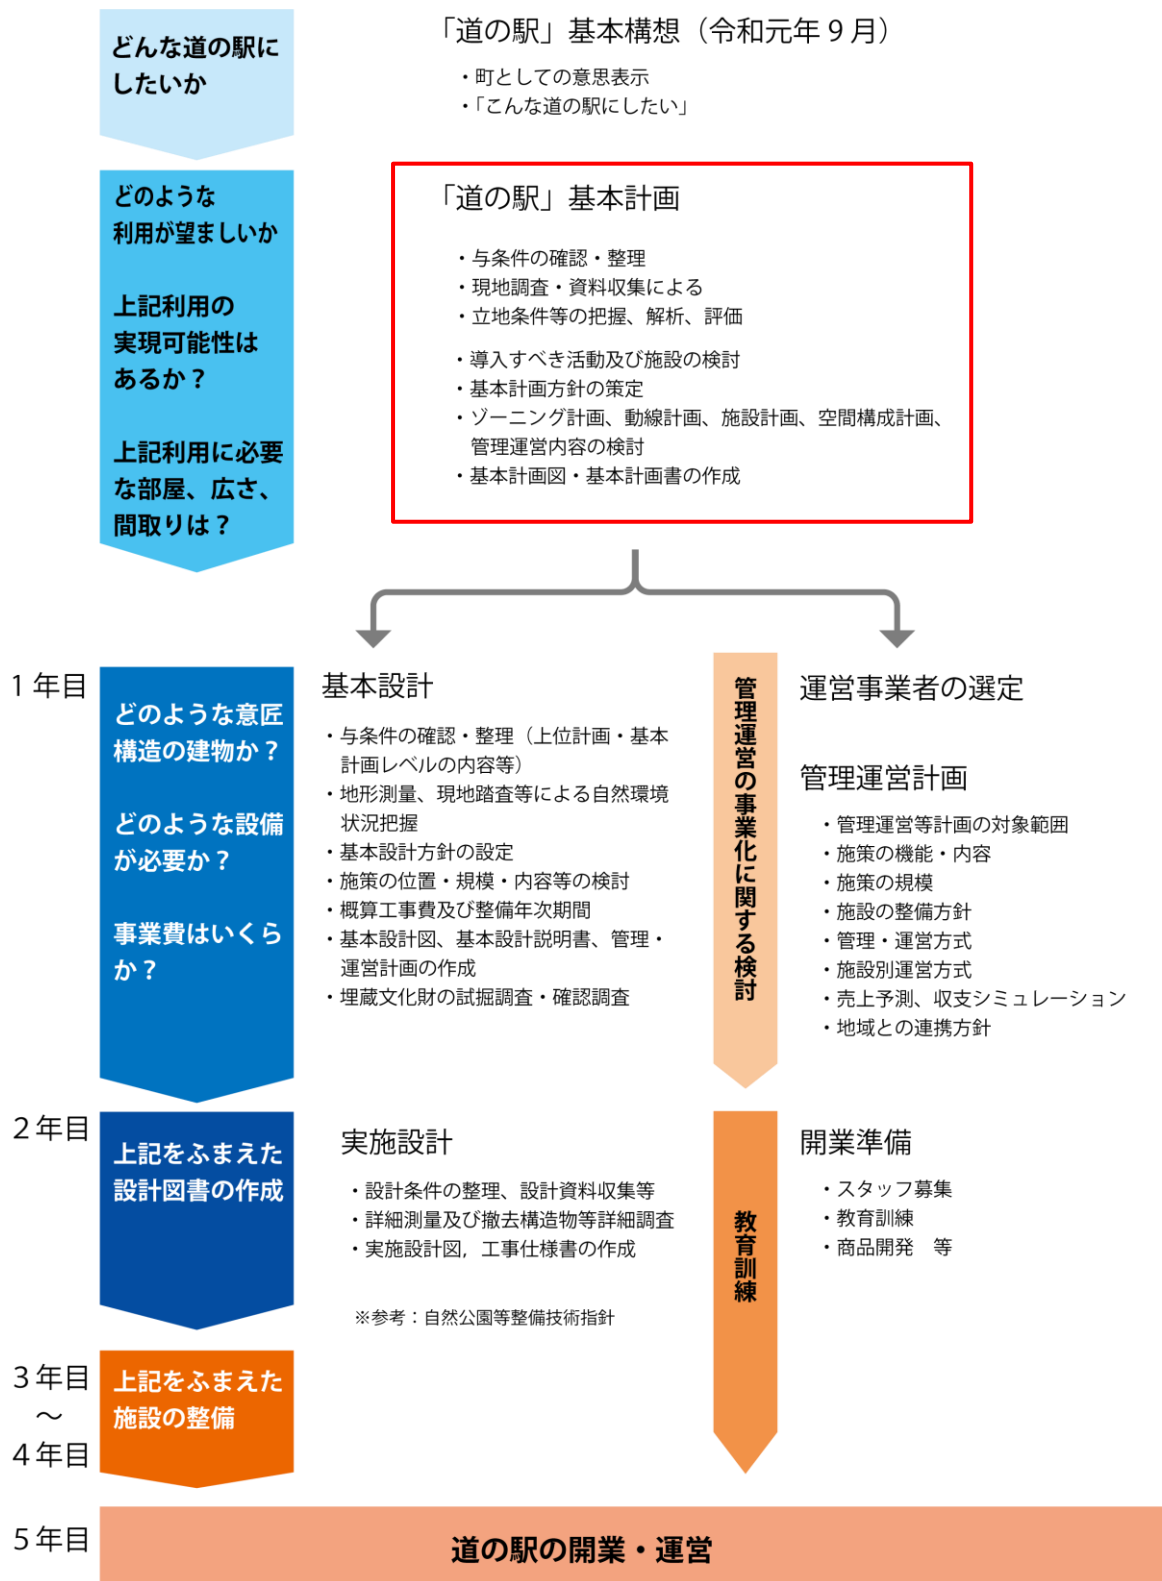 どんな道の駅に
したいか
「道の駅」基本構想（令和元年９月）
・町としての意思表示
・「こんな道の駅にしたい」
どのような
利用が望ましいか
上記利用の
実現可能性は
あるか？
上記利用に必要
な部屋、広さ、
間取りは？
「道の駅」基本計画
・与条件の確認・整理
・現地調査・資料収集による
・立地条件等の把握、解析、評価
・導入すべき活動及び施設の検討
・基本計画方針の策定
・ゾーニング計画、動線計画、施設計画、空間構成計画、
管理運営内容の検討
・基本計画図・基本計画書の作成
１年目
どのような意匠
構造の建物か？
どのような設備
が必要か？
事業費はいくら
か？
基本設計
・与条件の確認・整理（上位計画・基本
計画レベルの内容等）
・地形測量、現地踏査等による自然環境
状況把握
・基本設計方針の設定
・施策の位置・規模・内容等の検討
・概算工事費及び整備年次期間
・基本設計図、基本設計説明書、管理・
運営計画の作成
・埋蔵文化財の試掘調査・確認調査
管理運営の事業化に関する検討
運営事業者の選定
管理運営計画
・管理運営等計画の対象範囲
・施策の機能・内容
・施策の規模
・施設の整備方針
・管理・運営方式
・施設別運営方式
・売上予測、収支シミュレーション
・地域との連携方針
２年目
上記をふまえた
設計図書の作成
実施設計
・設計条件の整理、設計資料収集等
・詳細測量及び撤去構造物等詳細調査
・実施設計図，工事仕様書の作成
※参考：自然公園等整備技術指針
教育訓練
開業準備
・スタッフ募集
・教育訓練
・商品開発　等
３年目
～
４年目
上記をふまえた
施設の整備
５年目
道の駅の開業・運営